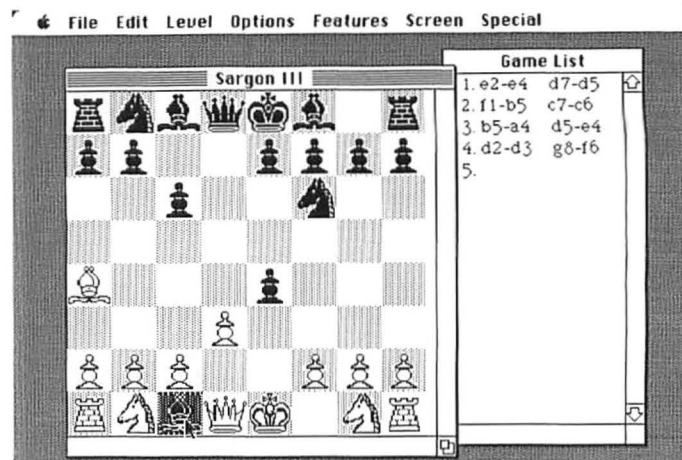 File Edit Level Options Features Screen Special
Sargon III
Game List
1. e2-e4 d7-d5
2. f1-b5 c7-c6
3. b5-a4 d5-e4
4. d2-d3 g8-f6
5.